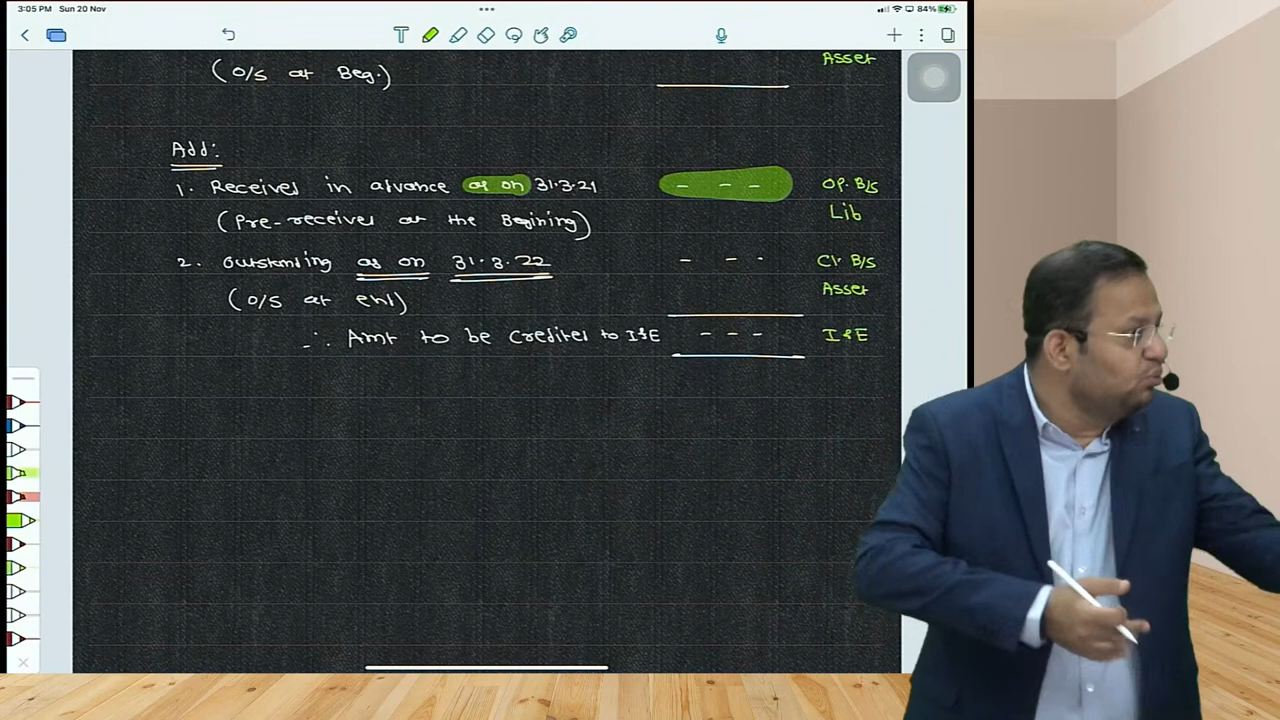 3:05 PM Sun 20 Nov
84%
Asset
(O/S at Beg.)
Add:
1. Received in advance as on 31.3.21 - - - Op. B/S
(Pre-received at the Begining) Lib
2. Outstanding as on 31.3.22 - - - Cl. B/S
(O/S at end) Asset
∴ Amt to be Credited to I&E - - - I&E